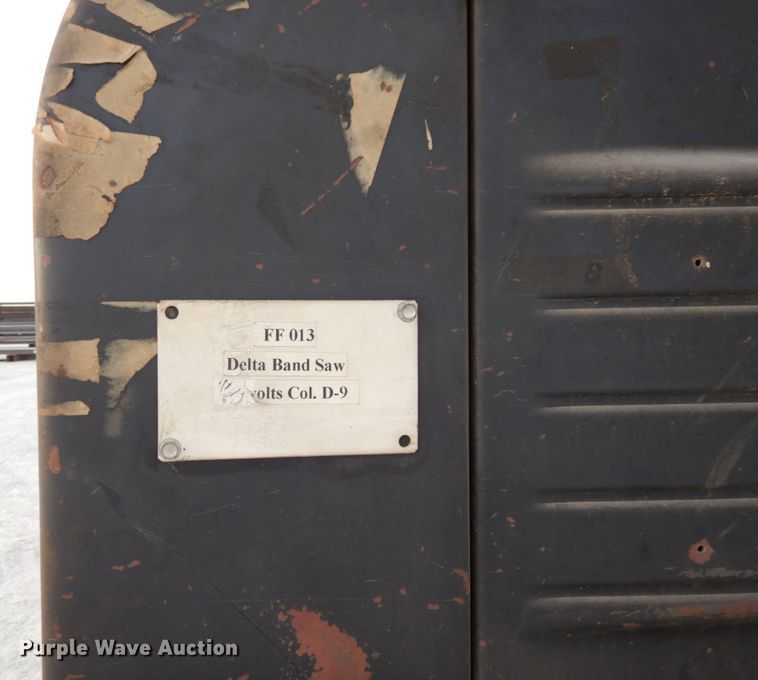 FF 013
Delta Band Saw
volts Col. D-9
Purple Wave Auction